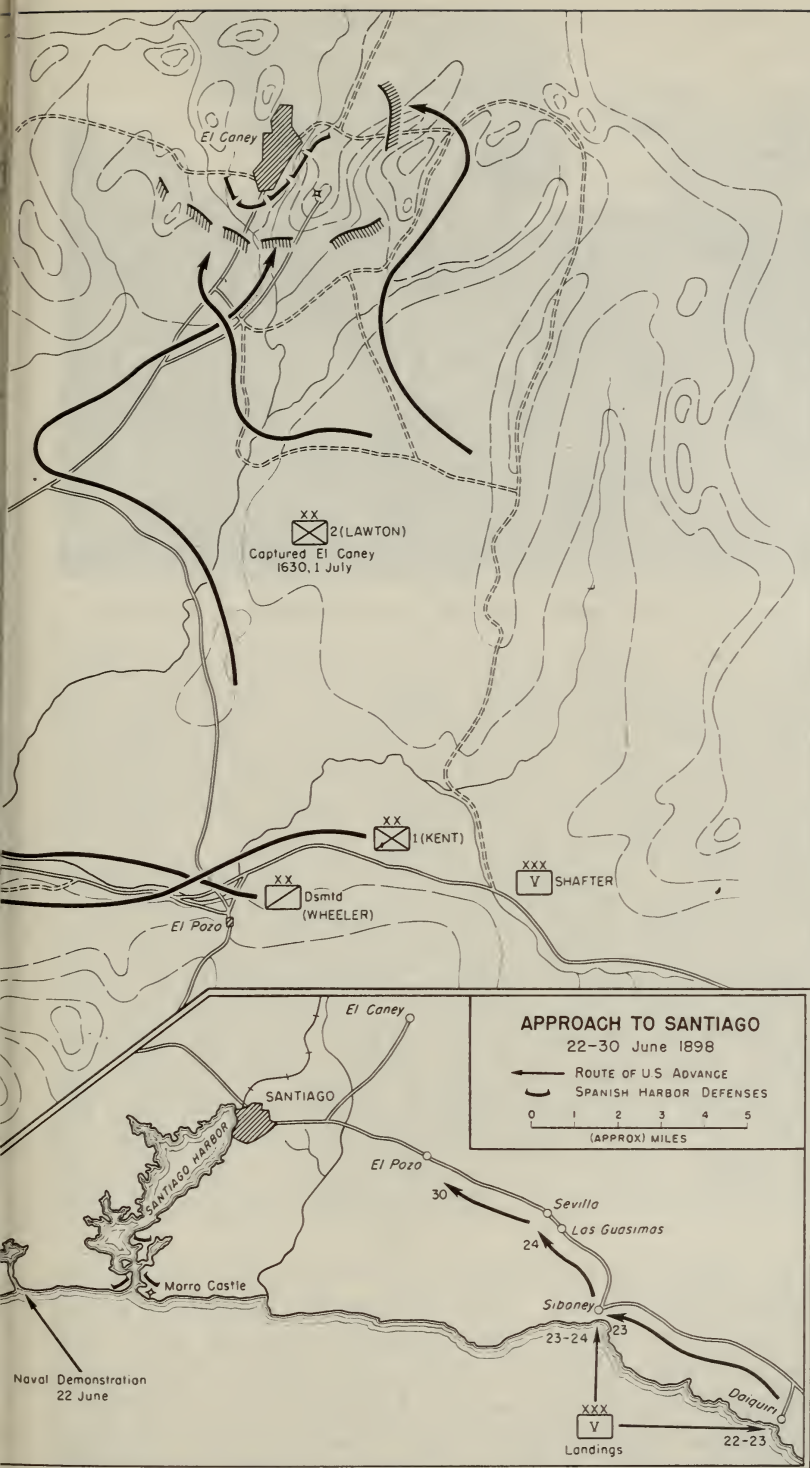 El Caney
XX
2(LAWTON)
Captured El Caney
1630, 1 July
XX
1(KENT)
XXX
V SHAFTER
XX
Dsmtd
(WHEELER)
El Pozo
APPROACH TO SANTIAGO
22-30 June 1898
ROUTE OF U.S ADVANCE
SPANISH HARBOR DEFENSES
0 1 2 3 4 5
(APPROX) MILES
El Caney
SANTIAGO
SANTIAGO HARBOR
El Pozo
30
Sevilla
Las Guasimas
24
Morro Castle
Siboney
23-24
23
Naval Demonstration
22 June
Daiquiri
XXX
V
Landings
22-23